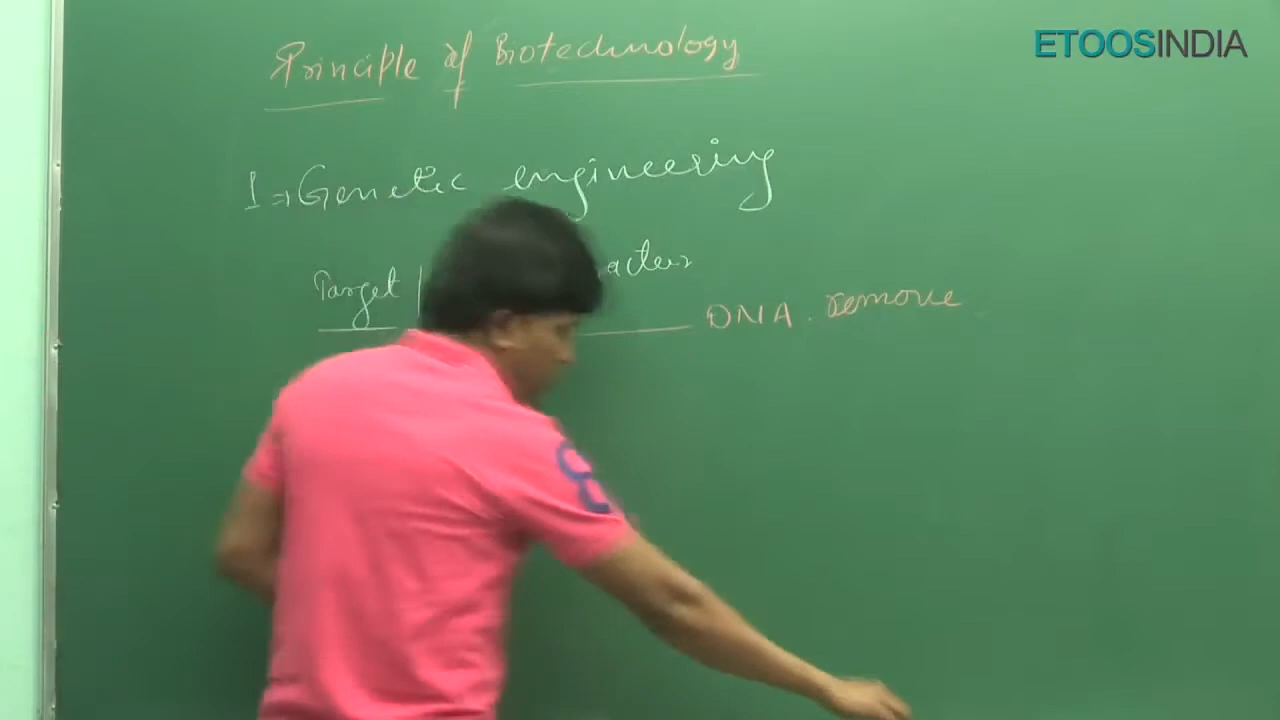 ETOOSINDIA
Principle of Biotechnology
1 ⇒ Genetic engineering
Target
DNA. remove